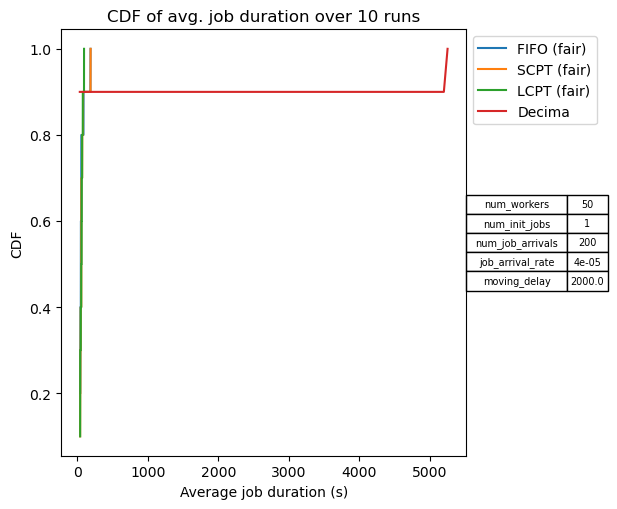 CDF of avg. job duration over 10 runs
1.0
0.8
0.6
0.4
0.2
CDF
0 1000 2000 3000 4000 5000
Average job duration (s)
FIFO (fair)
SCPT (fair)
LCPT (fair)
Decima
num_workers 50
num_init_jobs 1
num_job_arrivals 200
job_arrival_rate 4e-05
moving_delay 2000.0